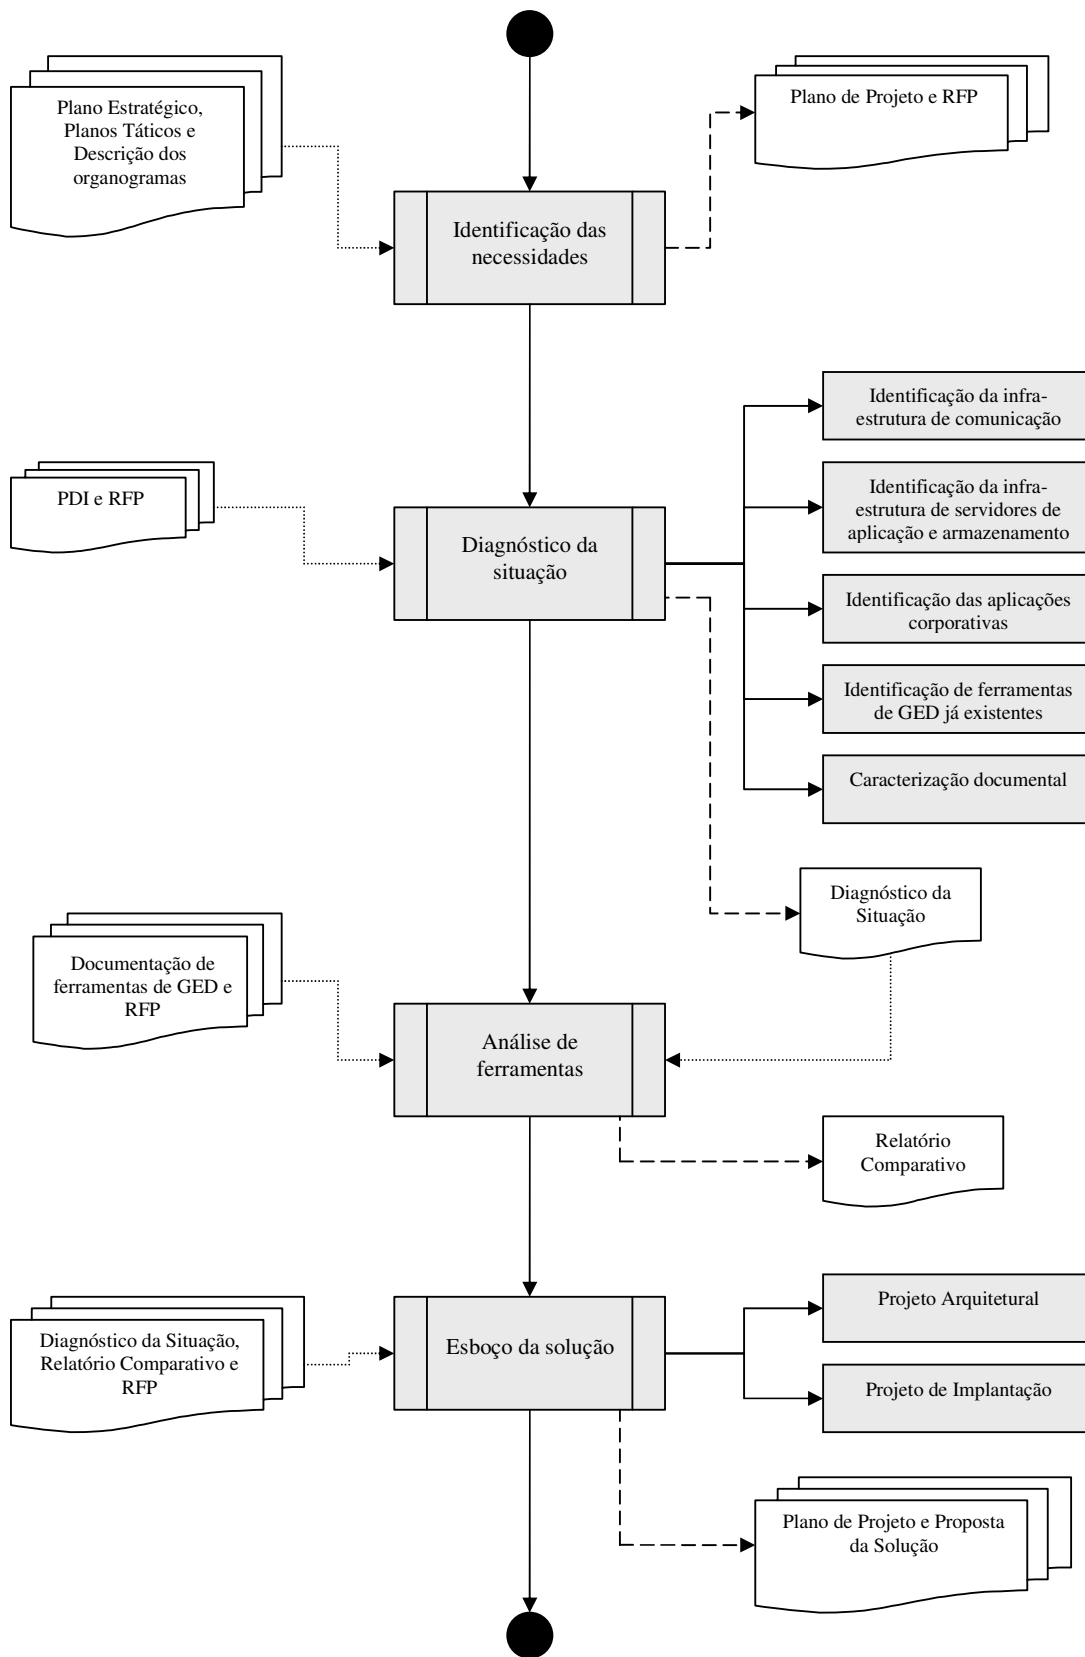 Plano Estratégico,
Planos Táticos e
Descrição dos
organogramas
Plano de Projeto e RFP
Identificação das
necessidades
Identificação da infra-
estrutura de comunicação
PDI e RFP
Identificação da infra-
estrutura de servidores de
aplicação e armazenamento
Diagnóstico da
situação
Identificação das aplicações
corporativas
Identificação de ferramentas
de GED já existentes
Caracterização documental
Diagnóstico da
Situação
Documentação de
ferramentas de GED e
RFP
Análise de
ferramentas
Relatório
Comparativo
Projeto Arquitetural
Diagnóstico da Situação,
Relatório Comparativo e
RFP
Esboço da solução
Projeto de Implantação
Plano de Projeto e Proposta
da Solução